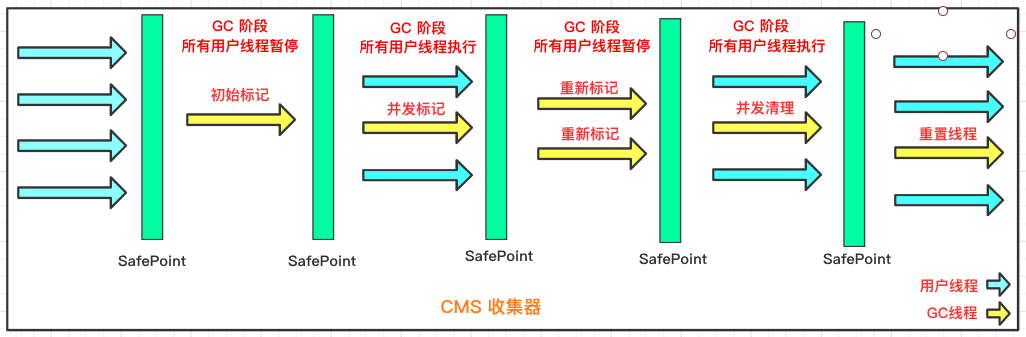 GC 阶段
所有用户线程暂停
GC 阶段
所有用户线程执行
GC 阶段
所有用户线程暂停
GC 阶段
所有用户线程执行
初始标记
并发标记
重新标记
重新标记
并发清理
重置线程
SafePoint
SafePoint
SafePoint
SafePoint
SafePoint
用户线程
GC线程
CMS 收集器